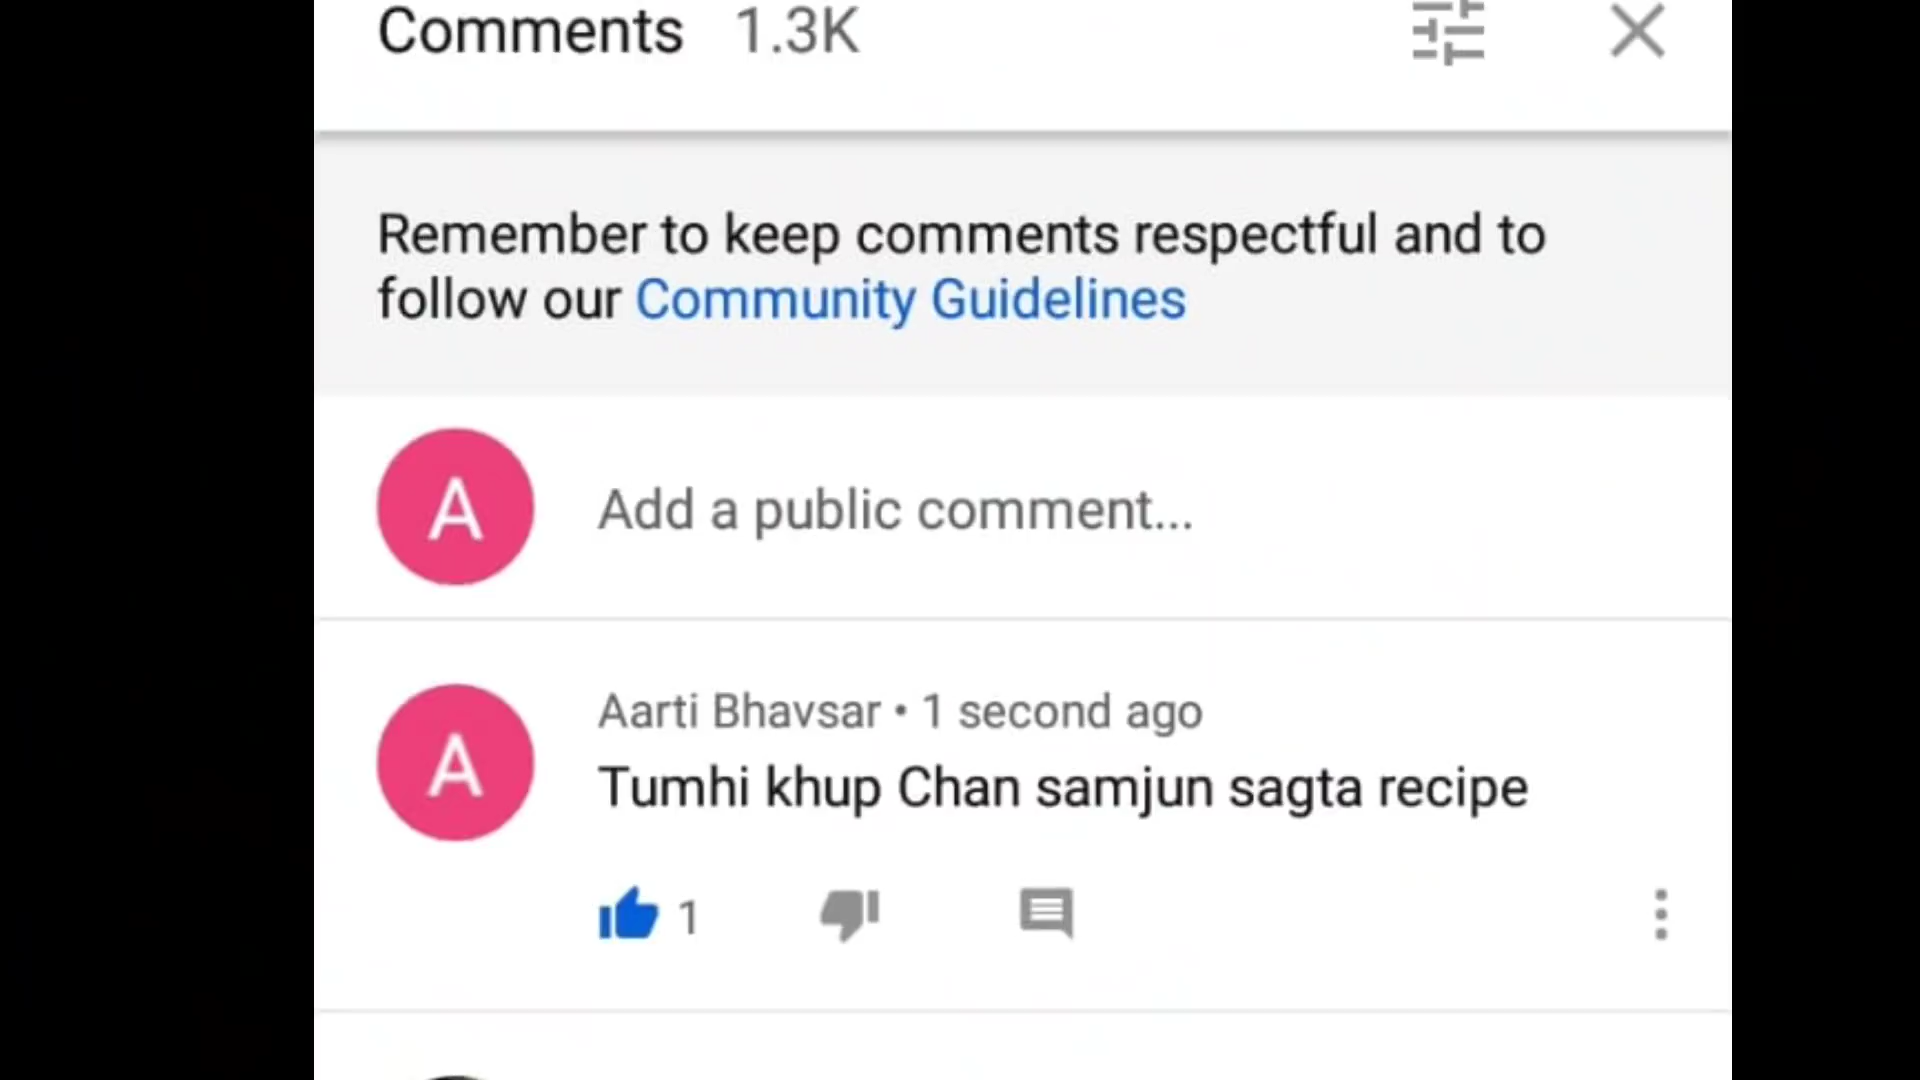 Comments 1.3K
Remember to keep comments respectful and to
follow our Community Guidelines
A Add a public comment...
A Aarti Bhavsar • 1 second ago
Tumhi khup Chan samjun sagta recipe
1